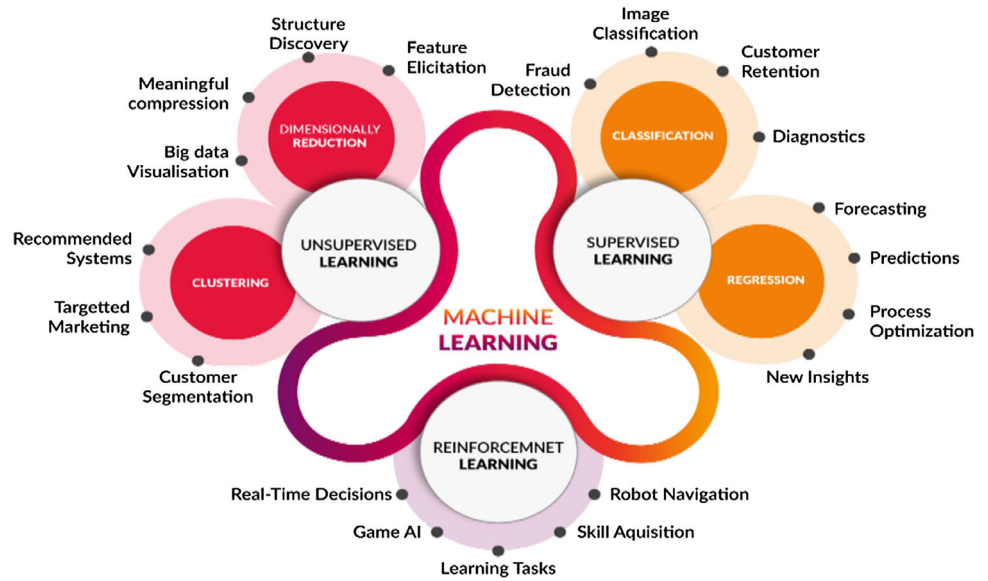 Structure
Discovery
Feature
Elicitation
Meaningful
compression
Big data
Visualisation
DIMENSIONALLY
REDUCTION
Image
Classification
Customer
Retention
Fraud
Detection
Diagnostics
CLASSIFICATION
UNSUPERVISED
LEARNING
SUPERVISED
LEARNING
Recommended
Systems
Targetted
Marketing
Customer
Segmentation
CLUSTERING
Forecasting
Predictions
Process
Optimization
New Insights
REGRESSION
MACHINE
LEARNING
REINFORCEMNET
LEARNING
Real-Time Decisions
Game AI
Learning Tasks
Skill Aquisition
Robot Navigation